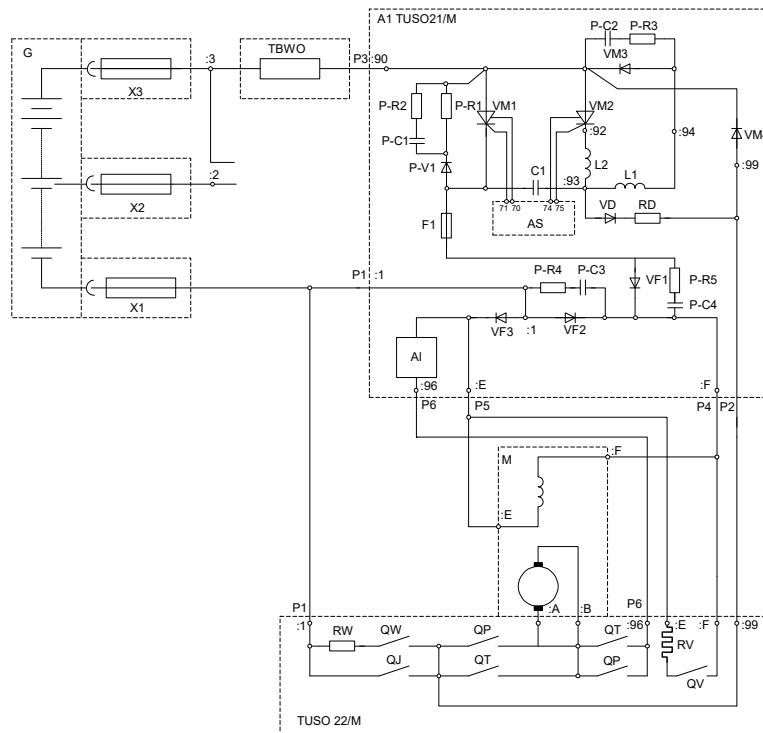 A1 TUSO21/M
G
X3
:3
TBWO
P3
:90
P-C2
P-R3
VM3
P-R2
P-R1
VM1
VM2
P-C1
:92
:94
P-V1
L2
:99
C1
:93
L1
X2
:2
71
70
74
75
AS
VD
RD
F1
X1
P1
:1
P-R4
P-C3
VF1
P-R5
P-C4
VF3
:1
VF2
AI
:96
:E
:F
P6
P5
P4
P2
M
:F
:E
:A
:B
P1
P6
:1
RW
QW
QP
QT
:96
:E
:F
:99
QJ
QT
QP
RV
QV
TUSO 22/M